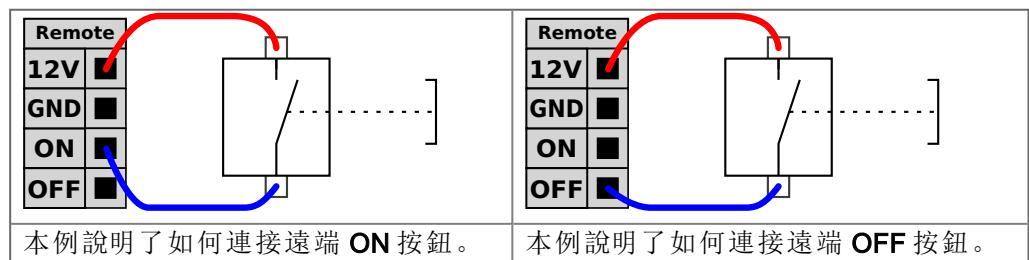 Remote
12V
GND
ON
OFF
本例說明了如何連接遠端 ON 按鈕。
Remote
12V
GND
ON
OFF
本例說明了如何連接遠端 OFF 按鈕。